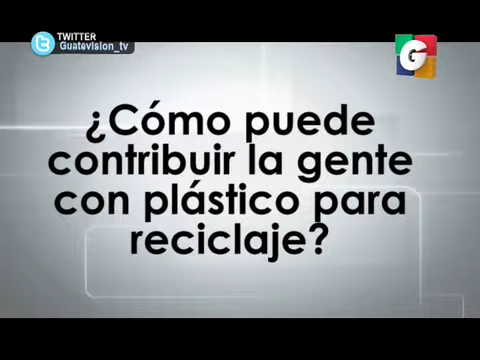 TWITTER
Guatevision_tv
G
¿Cómo puede
contribuir la gente
con plástico para
reciclaje?